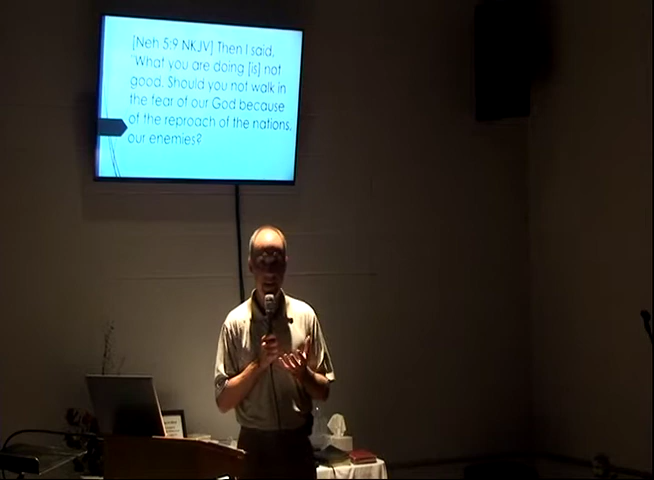 [Neh 5:9 NKJV] Then I said,
"What you are doing [is] not
good. Should you not walk in
the fear of our God because
of the reproach of the nations,
our enemies?